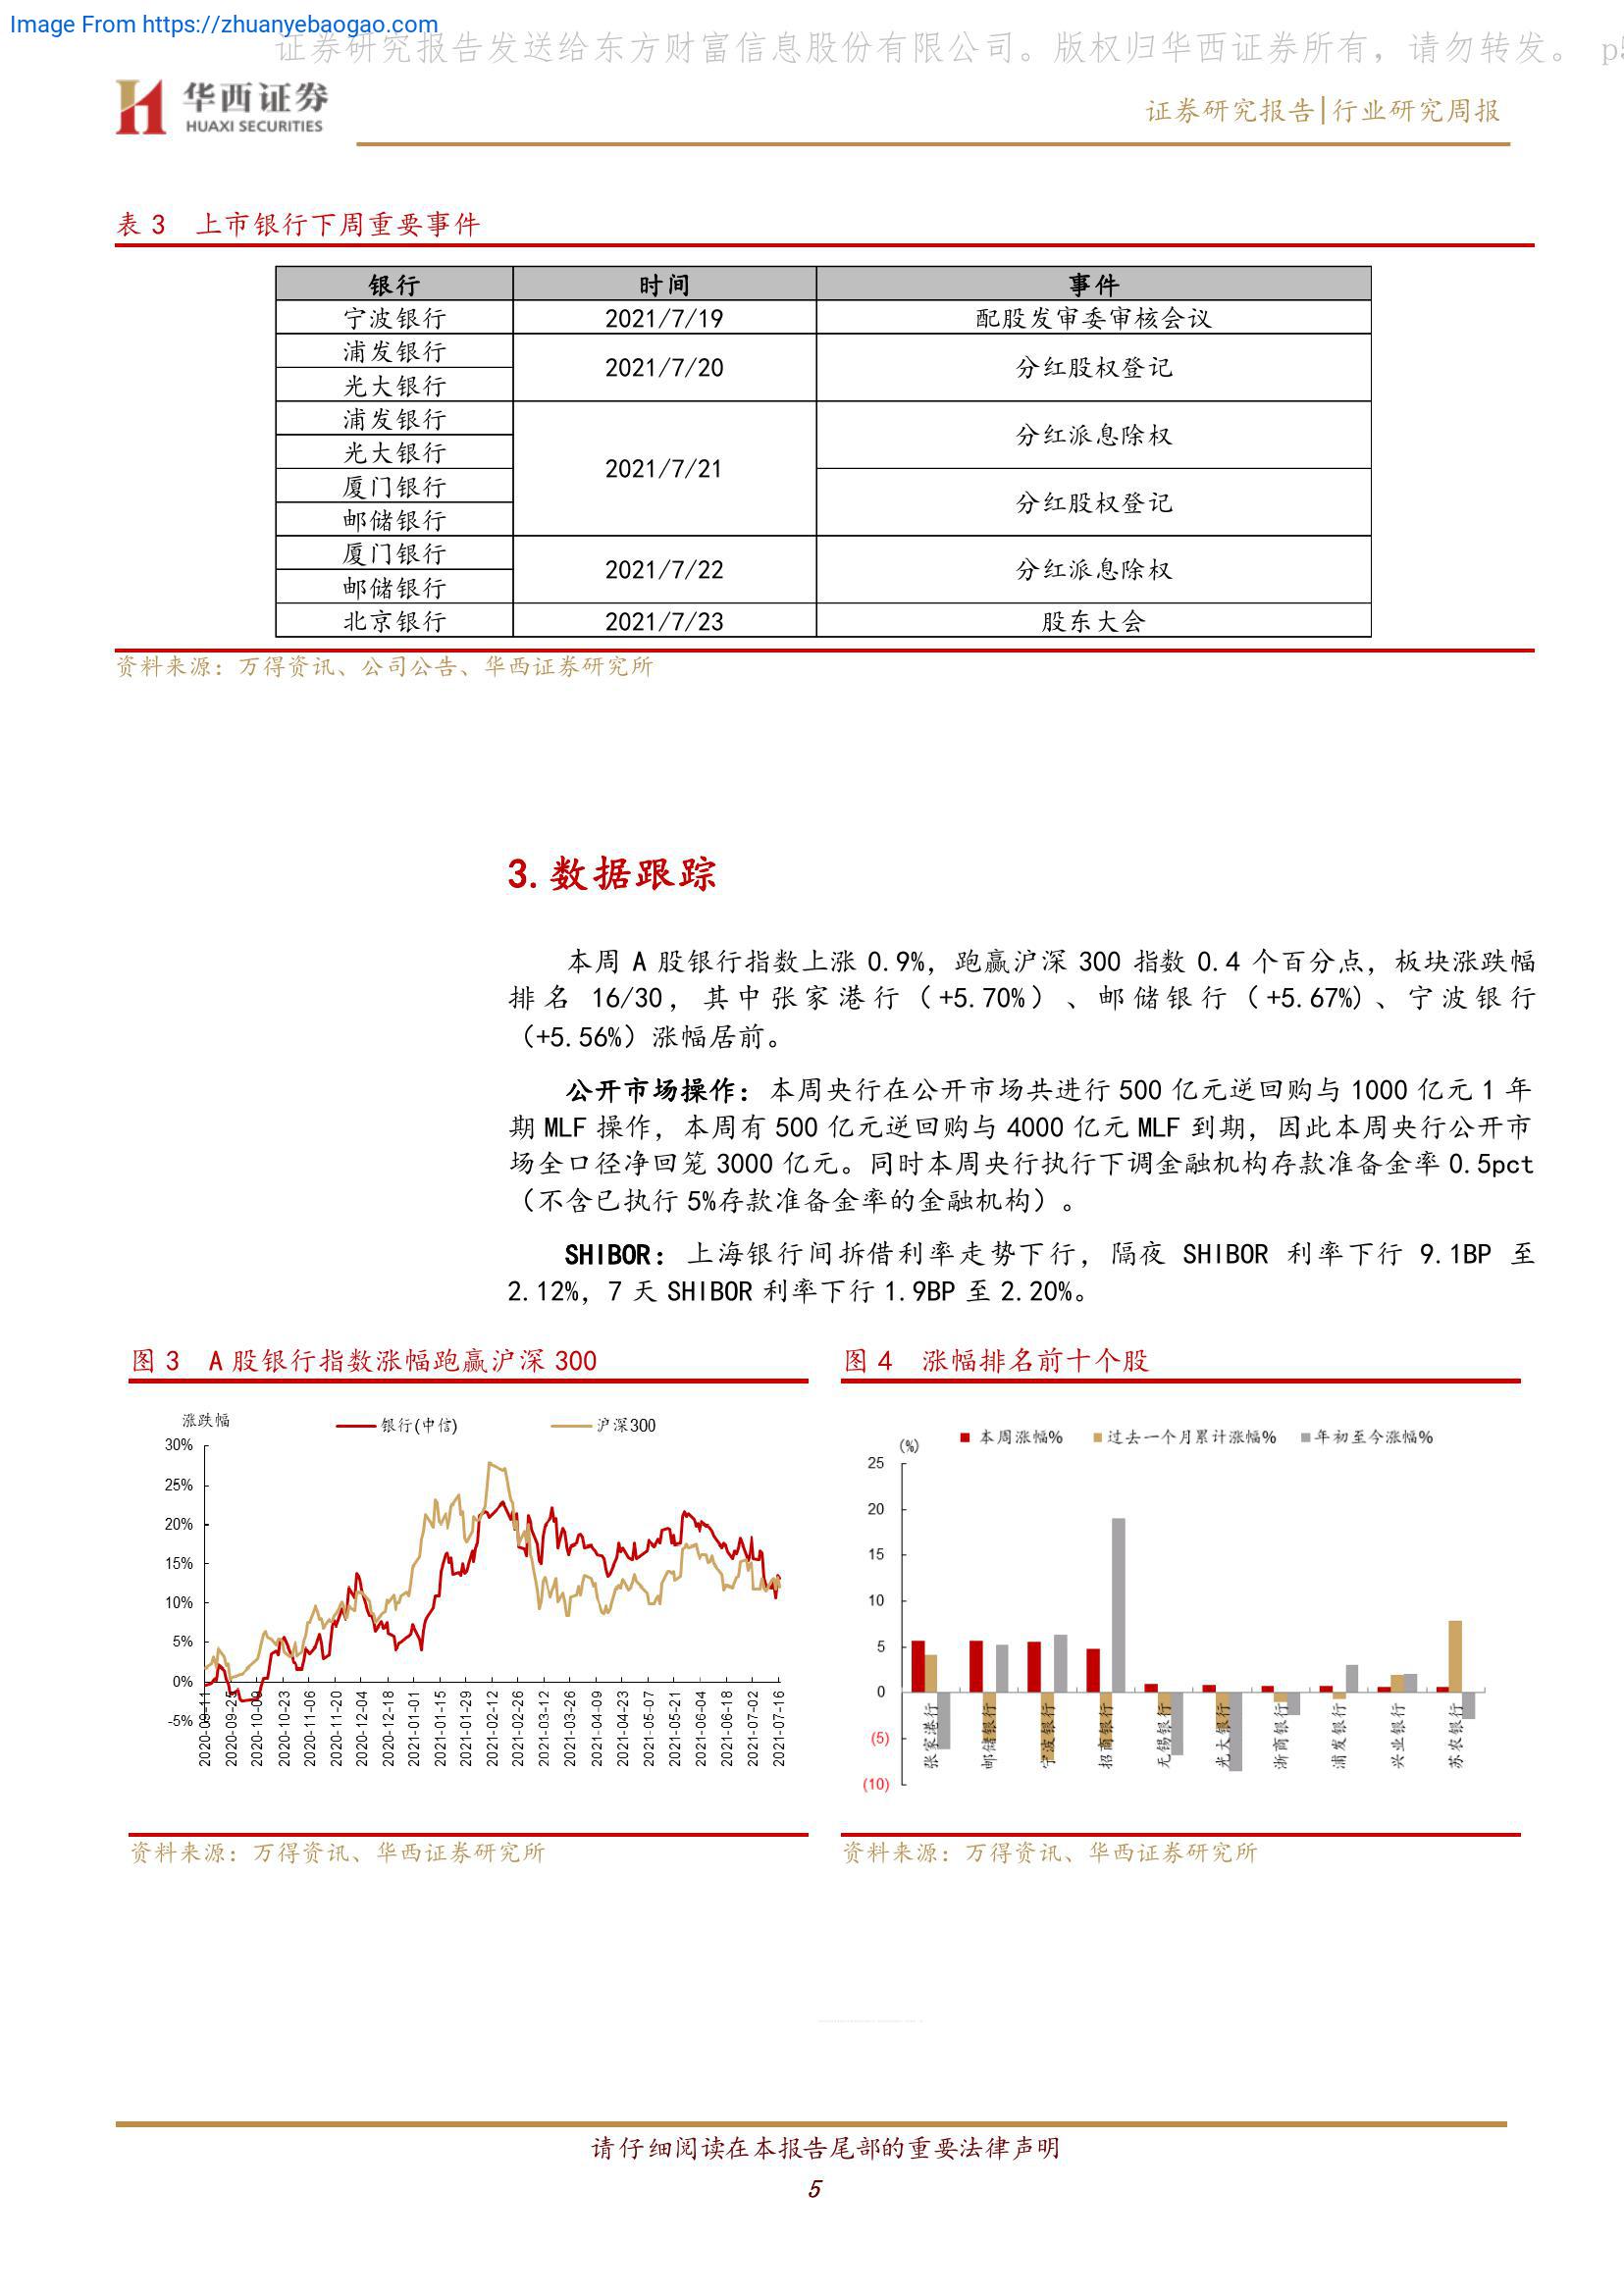 Image From https://zhuanyebaogao.com
证券研究报告发送给东方财富信息股份有限公司。版权归华西证券所有，请勿转发。 p5
华西证券
HUAXI SECURITIES
证券研究报告|行业研究周报
表 3 上市银行下周重要事件
银行 时间 事件
宁波银行 2021/7/19 配股发审委审核会议
浦发银行
光大银行
2021/7/20 分红股权登记
浦发银行
光大银行
厦门银行
邮储银行
2021/7/21
分红派息除权
分红股权登记
厦门银行
邮储银行
2021/7/22 分红派息除权
北京银行 2021/7/23 股东大会
资料来源：万得资讯、公司公告、华西证券研究所
3.数据跟踪
本周 A 股银行指数上涨 0.9%，跑赢沪深 300 指数 0.4 个百分点，板块涨跌幅
排名 16/30，其中张家港行（+5.70%）、邮储银行（+5.67%）、宁波银行
（+5.56%）涨幅居前。
公开市场操作：本周央行在公开市场共进行 500 亿元逆回购与 1000 亿元 1 年
期 MLF 操作，本周有 500 亿元逆回购与 4000 亿元 MLF 到期，因此本周央行公开市
场全口径净回笼 3000 亿元。同时本周央行执行下调金融机构存款准备金率 0.5pct
（不含已执行 5%存款准备金率的金融机构）。
SHIBOR：上海银行间拆借利率走势下行，隔夜 SHIBOR 利率下行 9.1BP 至
2.12%，7 天 SHIBOR 利率下行 1.9BP 至 2.20%。
图 3 A 股银行指数涨幅跑赢沪深 300
涨跌幅
银行(中信) 沪深300
30%
25%
20%
15%
10%
5%
0%
-5%
2020-09-11
2020-09-25
2020-10-09
2020-10-23
2020-11-06
2020-11-20
2020-12-04
2020-12-18
2021-01-01
2021-01-15
2021-01-29
2021-02-12
2021-02-26
2021-03-12
2021-03-26
2021-04-09
2021-04-23
2021-05-07
2021-05-21
2021-06-04
2021-06-18
2021-07-02
2021-07-16
资料来源：万得资讯、华西证券研究所
图 4 涨幅排名前十个股
(%)
本周涨幅% 过去一个月累计涨幅% 年初至今涨幅%
25
20
15
10
5
0
(5)
(10)
张家港行
邮储银行
宁波银行
招商银行
无锡银行
光大银行
浙商银行
浦发银行
兴业银行
苏农银行
资料来源：万得资讯、华西证券研究所
请仔细阅读在本报告尾部的重要法律声明
5